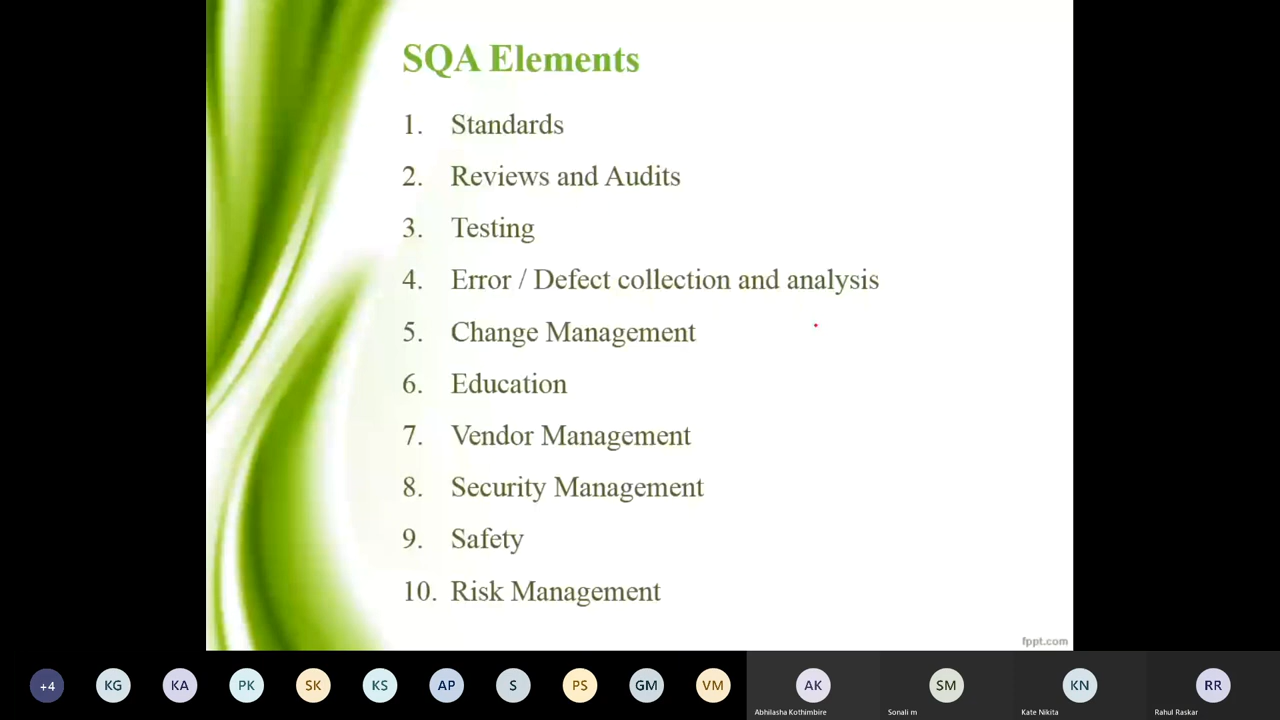 SQA Elements
1. Standards
2. Reviews and Audits
3. Testing
4. Error / Defect collection and analysis
5. Change Management
6. Education
7. Vendor Management
8. Security Management
9. Safety
10. Risk Management
fppt.com
+4 KG KA PK SK KS AP S PS GM VM AK SM KN RR
Abhilasha Kothimbire Sonali m Kate Nikita Rahul Raskar